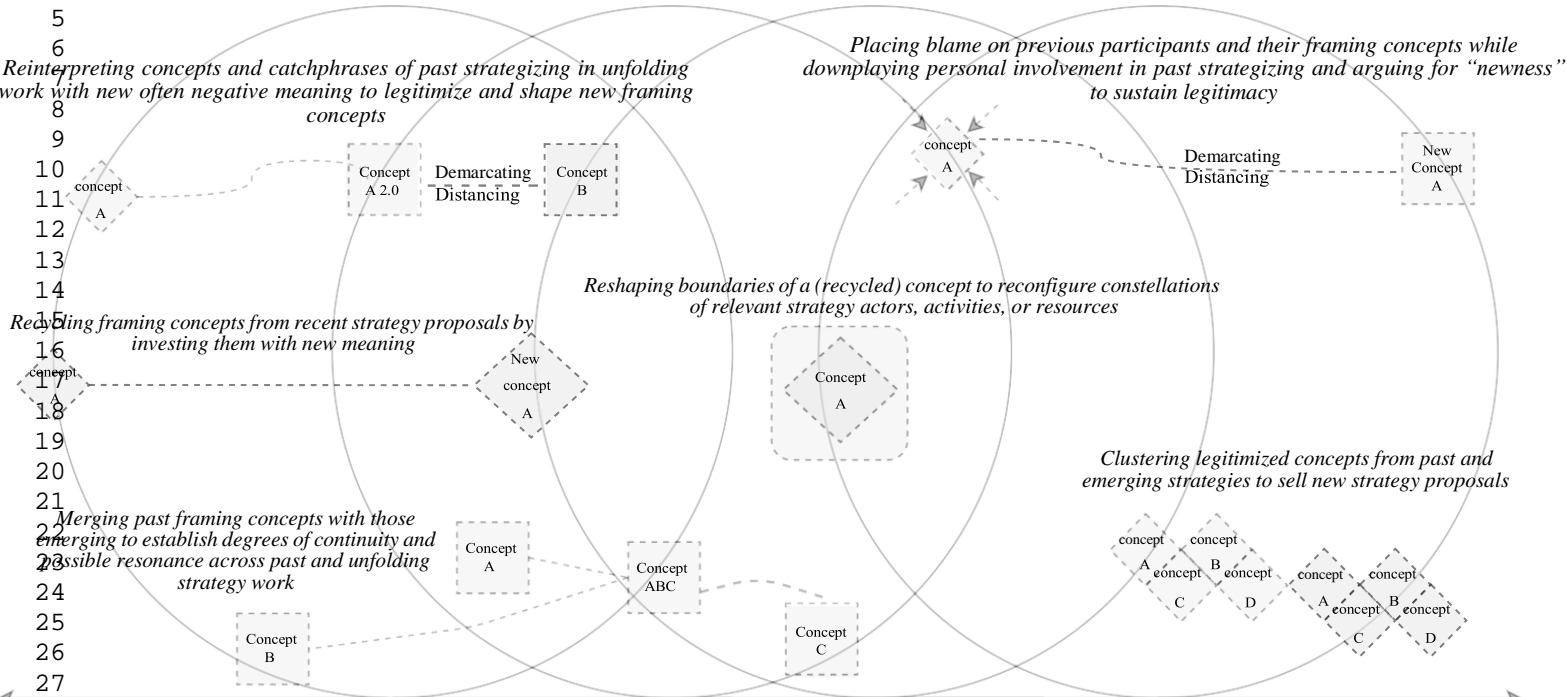 5
6
7
8
9
10
11
12
13
14
15
16
17
18
19
20
21
22
23
24
25
26
27
Reinterpreting concepts and catchphrases of past strategizing in unfolding
work with new often negative meaning to legitimize and shape new framing
concepts
concept
A
Concept
A 2.0
Demarcating
Distancing
Concept
B
Placing blame on previous participants and their framing concepts while
downplaying personal involvement in past strategizing and arguing for “newness”
to sustain legitimacy
concept
A
Demarcating
Distancing
New
Concept
A
Recycling framing concepts from recent strategy proposals by
investing them with new meaning
concept
A
New
concept
A
Reshaping boundaries of a (recycled) concept to reconfigure constellations
of relevant strategy actors, activities, or resources
Concept
A
Merging past framing concepts with those
emerging to establish degrees of continuity and
possible resonance across past and unfolding
strategy work
Concept
A
Concept
B
Concept
ABC
Concept
C
Clustering legitimized concepts from past and
emerging strategies to sell new strategy proposals
concept
A
concept
B
concept
C
concept
D
concept
A
concept
B
concept
C
concept
D